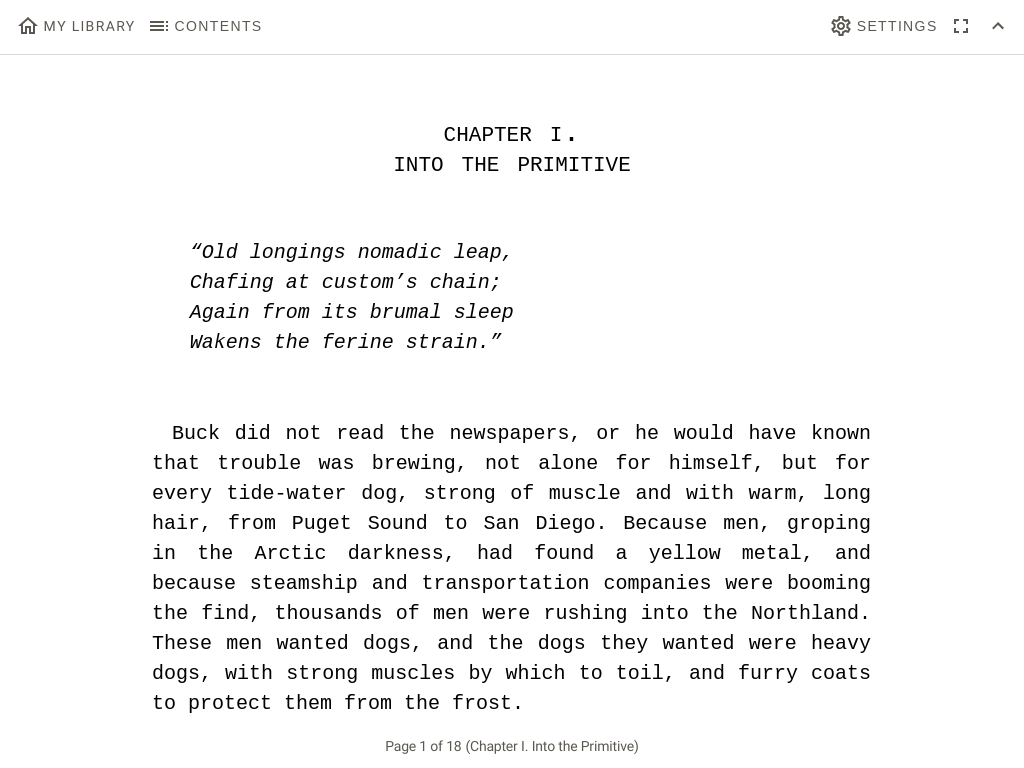 MY LIBRARY CONTENTS SETTINGS
CHAPTER I.
INTO THE PRIMITIVE
“Old longings nomadic leap,
Chafing at custom’s chain;
Again from its brumal sleep
Wakens the ferine strain.”
Buck did not read the newspapers, or he would have known
that trouble was brewing, not alone for himself, but for
every tide-water dog, strong of muscle and with warm, long
hair, from Puget Sound to San Diego. Because men, groping
in the Arctic darkness, had found a yellow metal, and
because steamship and transportation companies were booming
the find, thousands of men were rushing into the Northland.
These men wanted dogs, and the dogs they wanted were heavy
dogs, with strong muscles by which to toil, and furry coats
to protect them from the frost.
Page 1 of 18 (Chapter I. Into the Primitive)